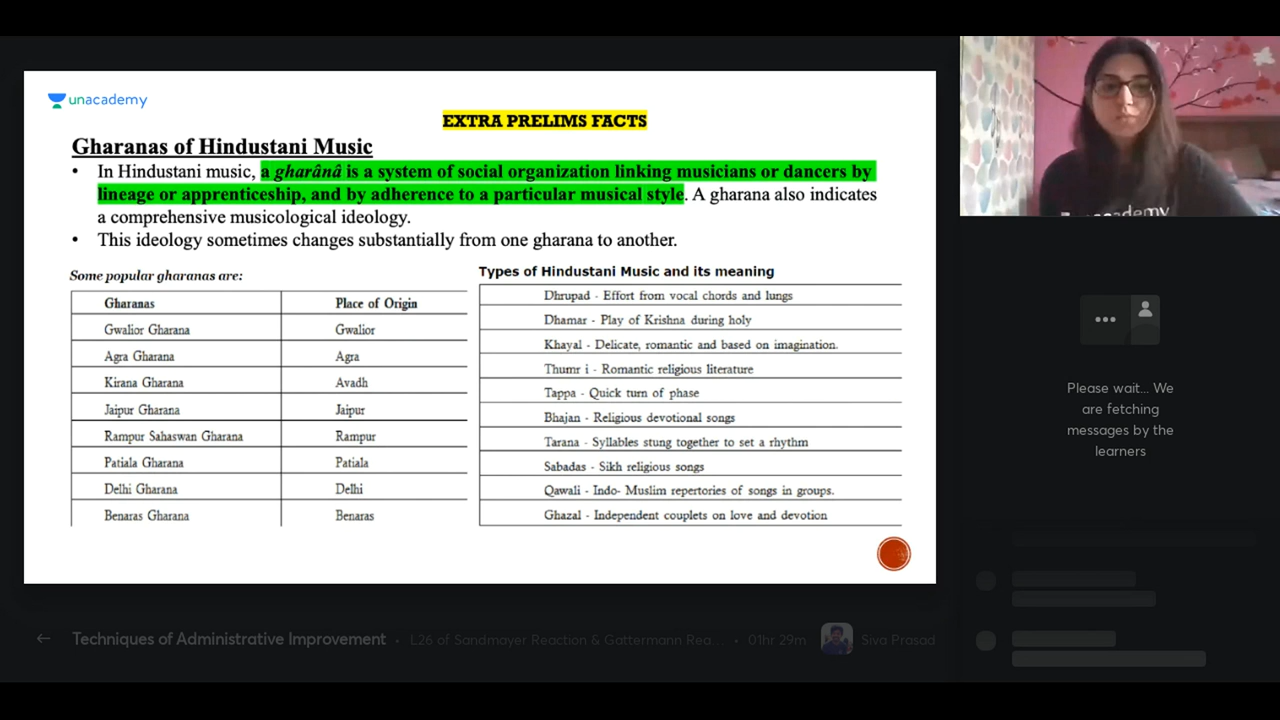 unacademy
EXTRA PRELIMS FACTS
Gharanas of Hindustani Music
• In Hindustani music, a gharânâ is a system of social organization linking musicians or dancers by
lineage or apprenticeship, and by adherence to a particular musical style. A gharana also indicates
a comprehensive musicological ideology.
• This ideology sometimes changes substantially from one gharana to another.
Some popular gharanas are:
Gharanas Place of Origin
Gwalior Gharana Gwalior
Agra Gharana Agra
Kirana Gharana Avadh
Jaipur Gharana Jaipur
Rampur Sahaswan Gharana Rampur
Patiala Gharana Patiala
Delhi Gharana Delhi
Benaras Gharana Benaras
Types of Hindustani Music and its meaning
Dhrupad - Effort from vocal chords and lungs
Dhamar - Play of Krishna during holy
Khayal - Delicate, romantic and based on imagination.
Thumr i - Romantic religious literature
Tappa - Quick turn of phase
Bhajan - Religious devotional songs
Tarana - Syllables stung together to set a rhythm
Sabadas - Sikh religious songs
Qawali - Indo- Muslim repertories of songs in groups.
Ghazal - Independent couplets on love and devotion
Please wait... We
are fetching
messages by the
learners
Techniques of Administrative Improvement • L26 of Sandmayer Reaction & Gattermann Rea... • 01hr 29m Siva Prasad